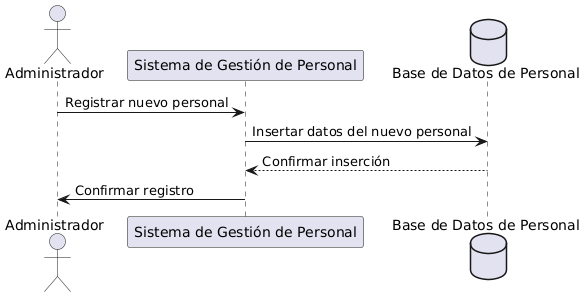 Administrador
Sistema de Gestión de Personal
Base de Datos de Personal
Registrar nuevo personal
Insertar datos del nuevo personal
Confirmar inserción
Confirmar registro
Administrador
Sistema de Gestión de Personal
Base de Datos de Personal